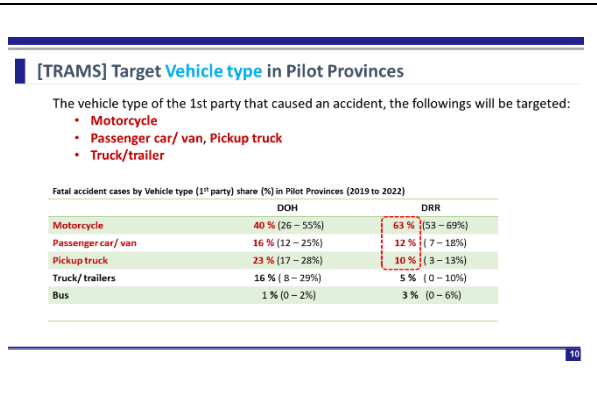 [TRAMS] Target Vehicle type in Pilot Provinces
The vehicle type of the 1st party that caused an accident, the followings will be targeted:
• Motorcycle
• Passenger car/ van, Pickup truck
• Truck/trailer
Fatal accident cases by Vehicle type (1st party) share (%) in Pilot Provinces (2019 to 2022)
DOH DRR
Motorcycle 40 % (26 – 55%) 63 % (53 – 69%)
Passenger car/ van 16 % (12 – 25%) 12 % ( 7 – 18%)
Pickup truck 23 % (17 – 28%) 10 % ( 3 – 13%)
Truck/ trailers 16 % ( 8 – 29%) 5 % ( 0 – 10%)
Bus 1 % (0 – 2%) 3 % (0 – 6%)
10